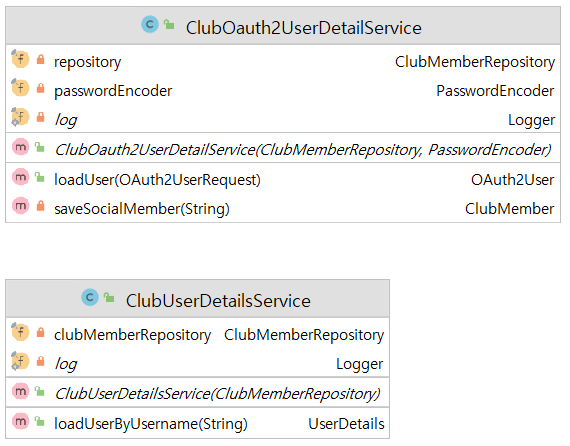 ClubOauth2UserDetailService
repository ClubMemberRepository
passwordEncoder PasswordEncoder
log Logger
ClubOauth2UserDetailService(ClubMemberRepository, PasswordEncoder)
loadUser(OAuth2UserRequest) OAuth2User
saveSocialMember(String) ClubMember
ClubUserDetailsService
clubMemberRepository ClubMemberRepository
log Logger
ClubUserDetailsService(ClubMemberRepository)
loadUserByUsername(String) UserDetails